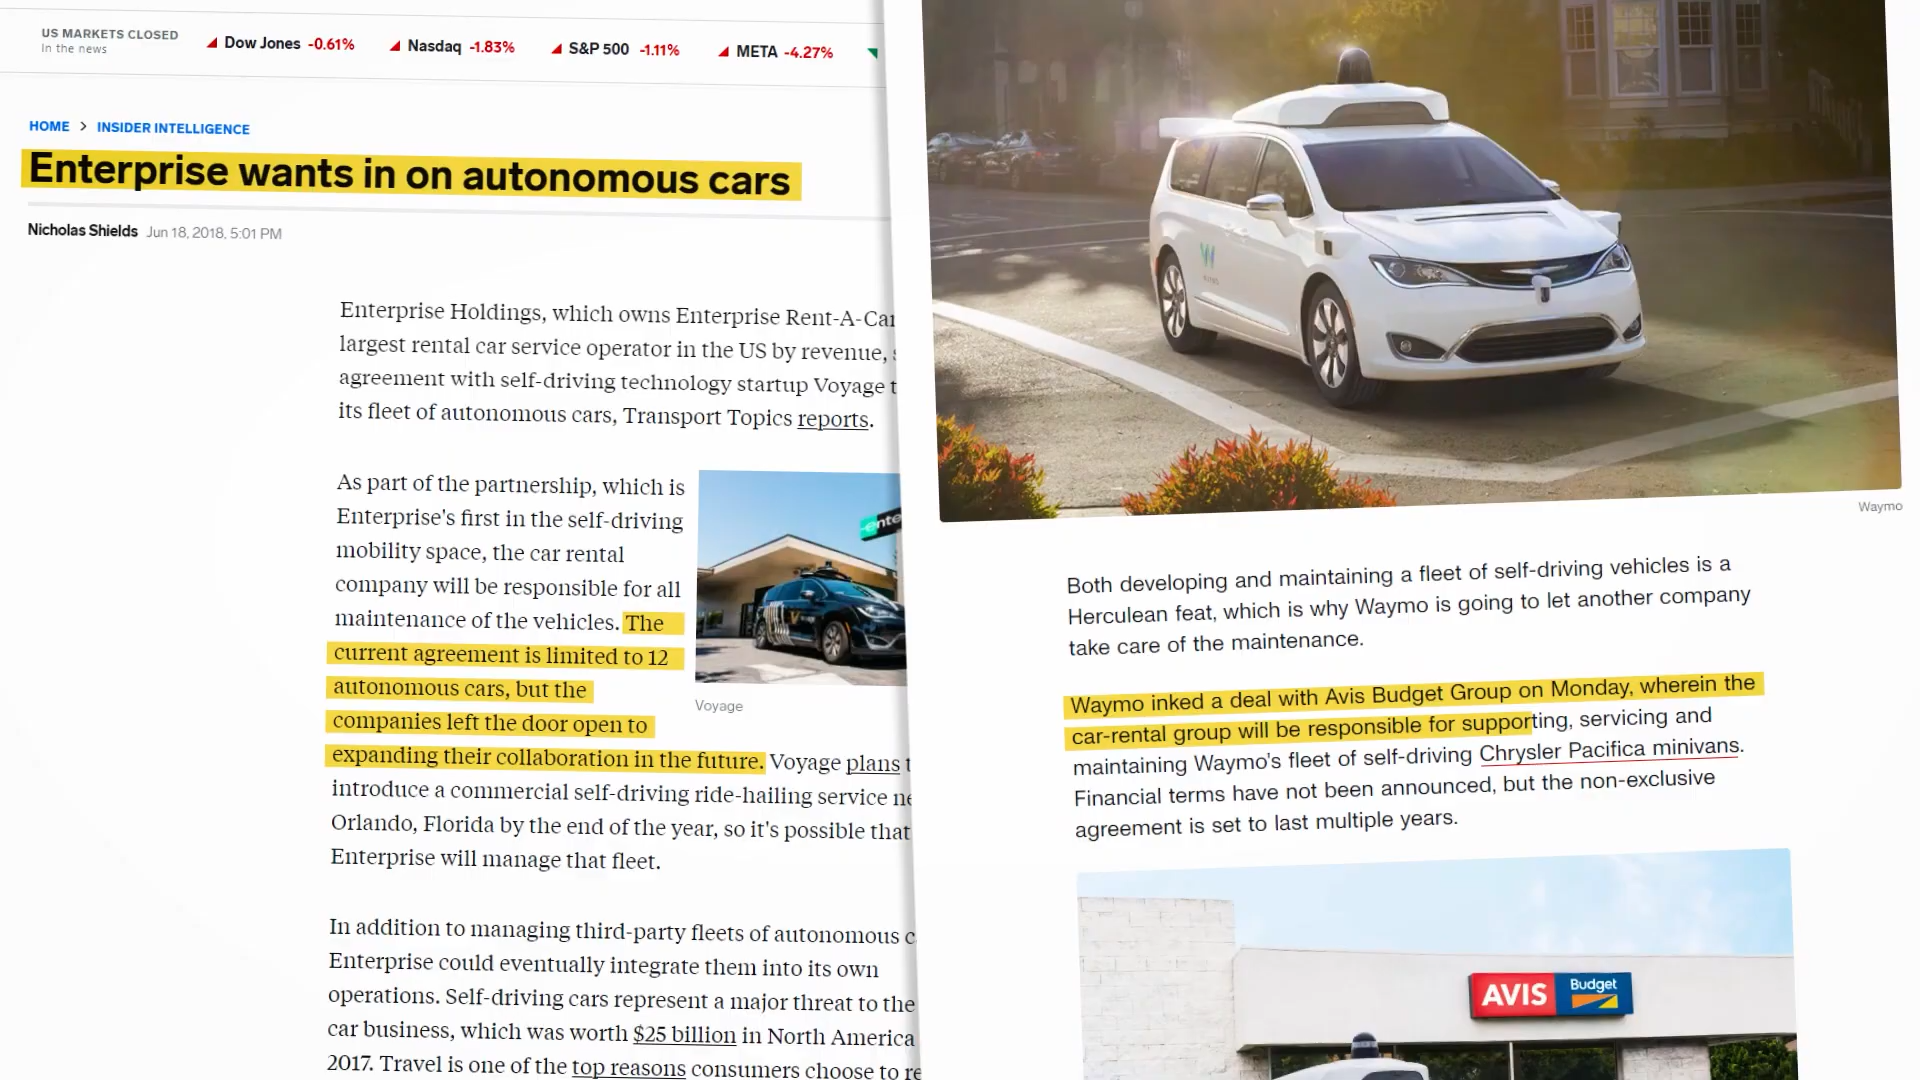 US MARKETS CLOSED
In the news
Dow Jones -0.61%
Nasdaq -1.83%
S&P 500 -1.11%
META -4.27%
HOME > INSIDER INTELLIGENCE
Enterprise wants in on autonomous cars
Nicholas Shields Jun 18, 2018, 5:01 PM
Enterprise Holdings, which owns Enterprise Rent-A-Car
largest rental car service operator in the US by revenue,
agreement with self-driving technology startup Voyage
its fleet of autonomous cars, Transport Topics reports.
As part of the partnership, which is
Enterprise's first in the self-driving
mobility space, the car rental
company will be responsible for all
maintenance of the vehicles. The
current agreement is limited to 12
autonomous cars, but the
companies left the door open to
expanding their collaboration in the future. Voyage plans
introduce a commercial self-driving ride-hailing service
Orlando, Florida by the end of the year, so it's possible that
Enterprise will manage that fleet.
Voyage
In addition to managing third-party fleets of autonomous
Enterprise could eventually integrate them into its own
operations. Self-driving cars represent a major threat to the
car business, which was worth $25 billion in North America
2017. Travel is one of the top reasons consumers choose to
WAYMO
Waymo
Both developing and maintaining a fleet of self-driving vehicles is a
Herculean feat, which is why Waymo is going to let another company
take care of the maintenance.
Waymo inked a deal with Avis Budget Group on Monday, wherein the
car-rental group will be responsible for supporting, servicing and
maintaining Waymo's fleet of self-driving Chrysler Pacifica minivans.
Financial terms have not been announced, but the non-exclusive
agreement is set to last multiple years.
AVIS Budget